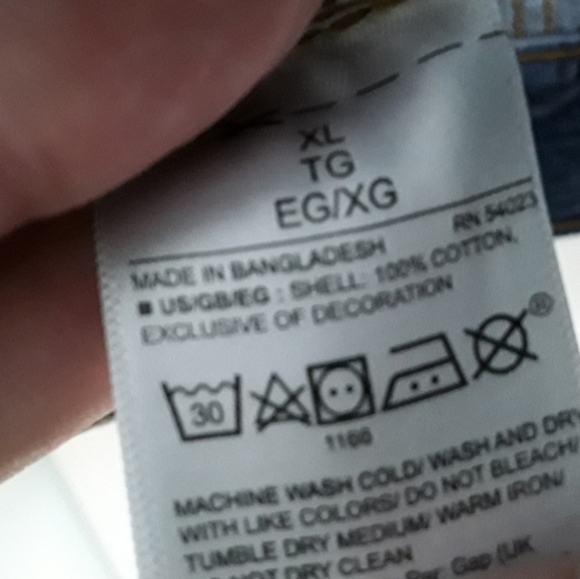 XL
TG
EG/XG
RN 54023
MADE IN BANGLADESH
■ US/GB/EG : SHELL: 100% COTTON,
EXCLUSIVE OF DECORATION
30
®
MACHINE WASH COLD/ WASH AND DRY
WITH LIKE COLORS/ DO NOT BLEACH/
TUMBLE DRY MEDIUM/ WARM IRON/
NOT DRY CLEAN
Gap (UK